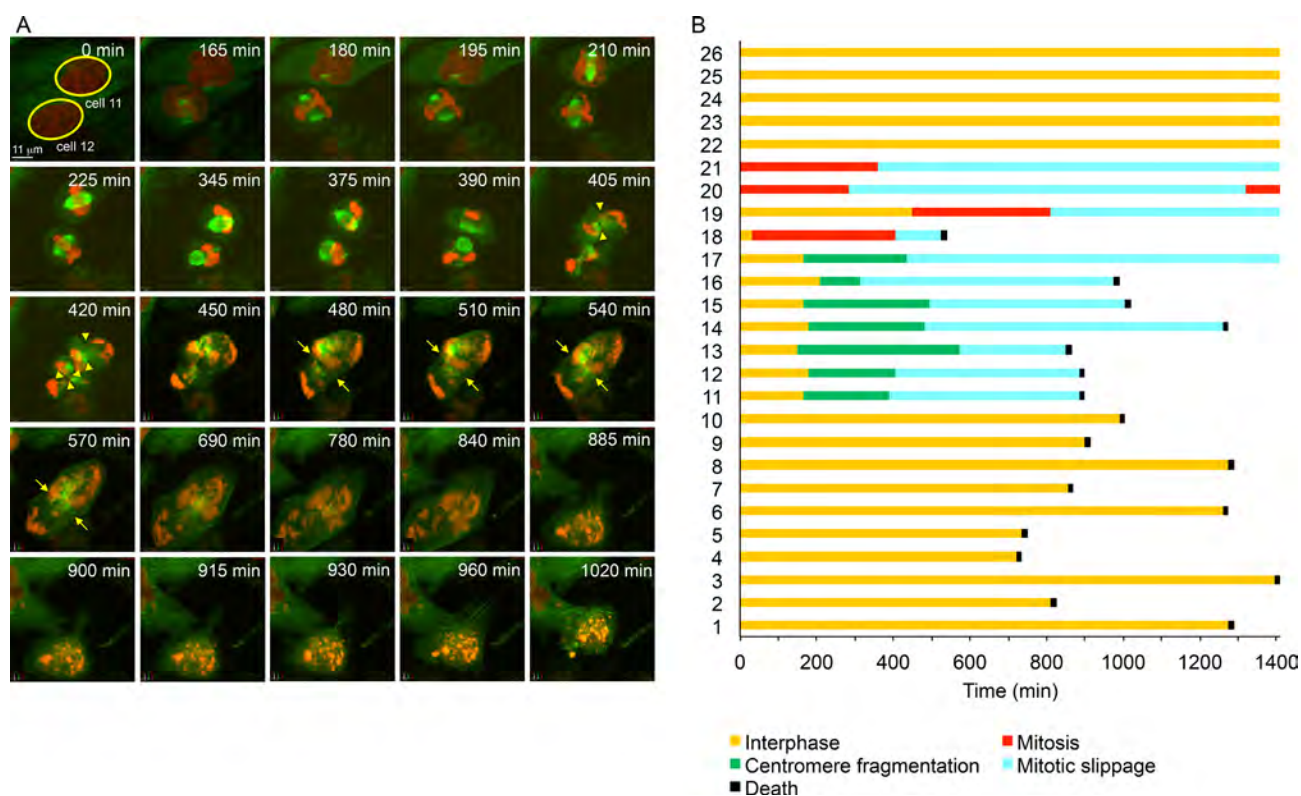 A
0 min
165 min
180 min
195 min
210 min
cell 11
cell 12
11 μm
225 min
345 min
375 min
390 min
405 min
420 min
450 min
480 min
510 min
540 min
570 min
690 min
780 min
840 min
885 min
900 min
915 min
930 min
960 min
1020 min
B
26
25
24
23
22
21
20
19
18
17
16
15
14
13
12
11
10
9
8
7
6
5
4
3
2
1
0 200 400 600 800 1000 1200 1400
Time (min)
Interphase
Mitosis
Centromere fragmentation
Mitotic slippage
Death